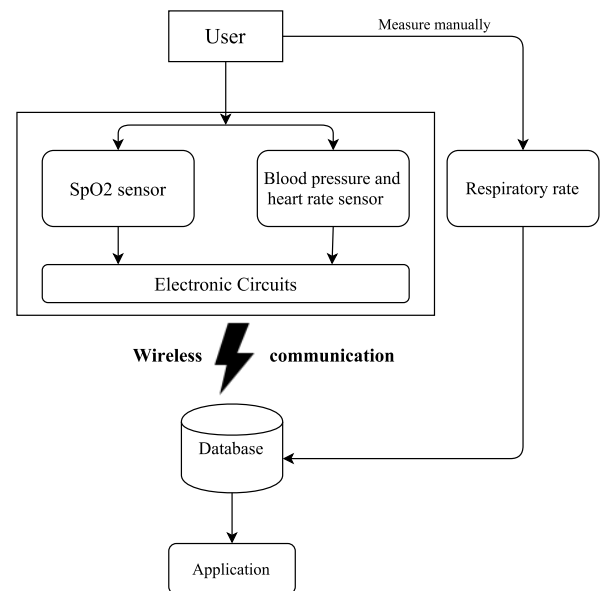 User
Measure manually
SpO2 sensor
Blood pressure and
heart rate sensor
Respiratory rate
Electronic Circuits
Wireless communication
Database
Application